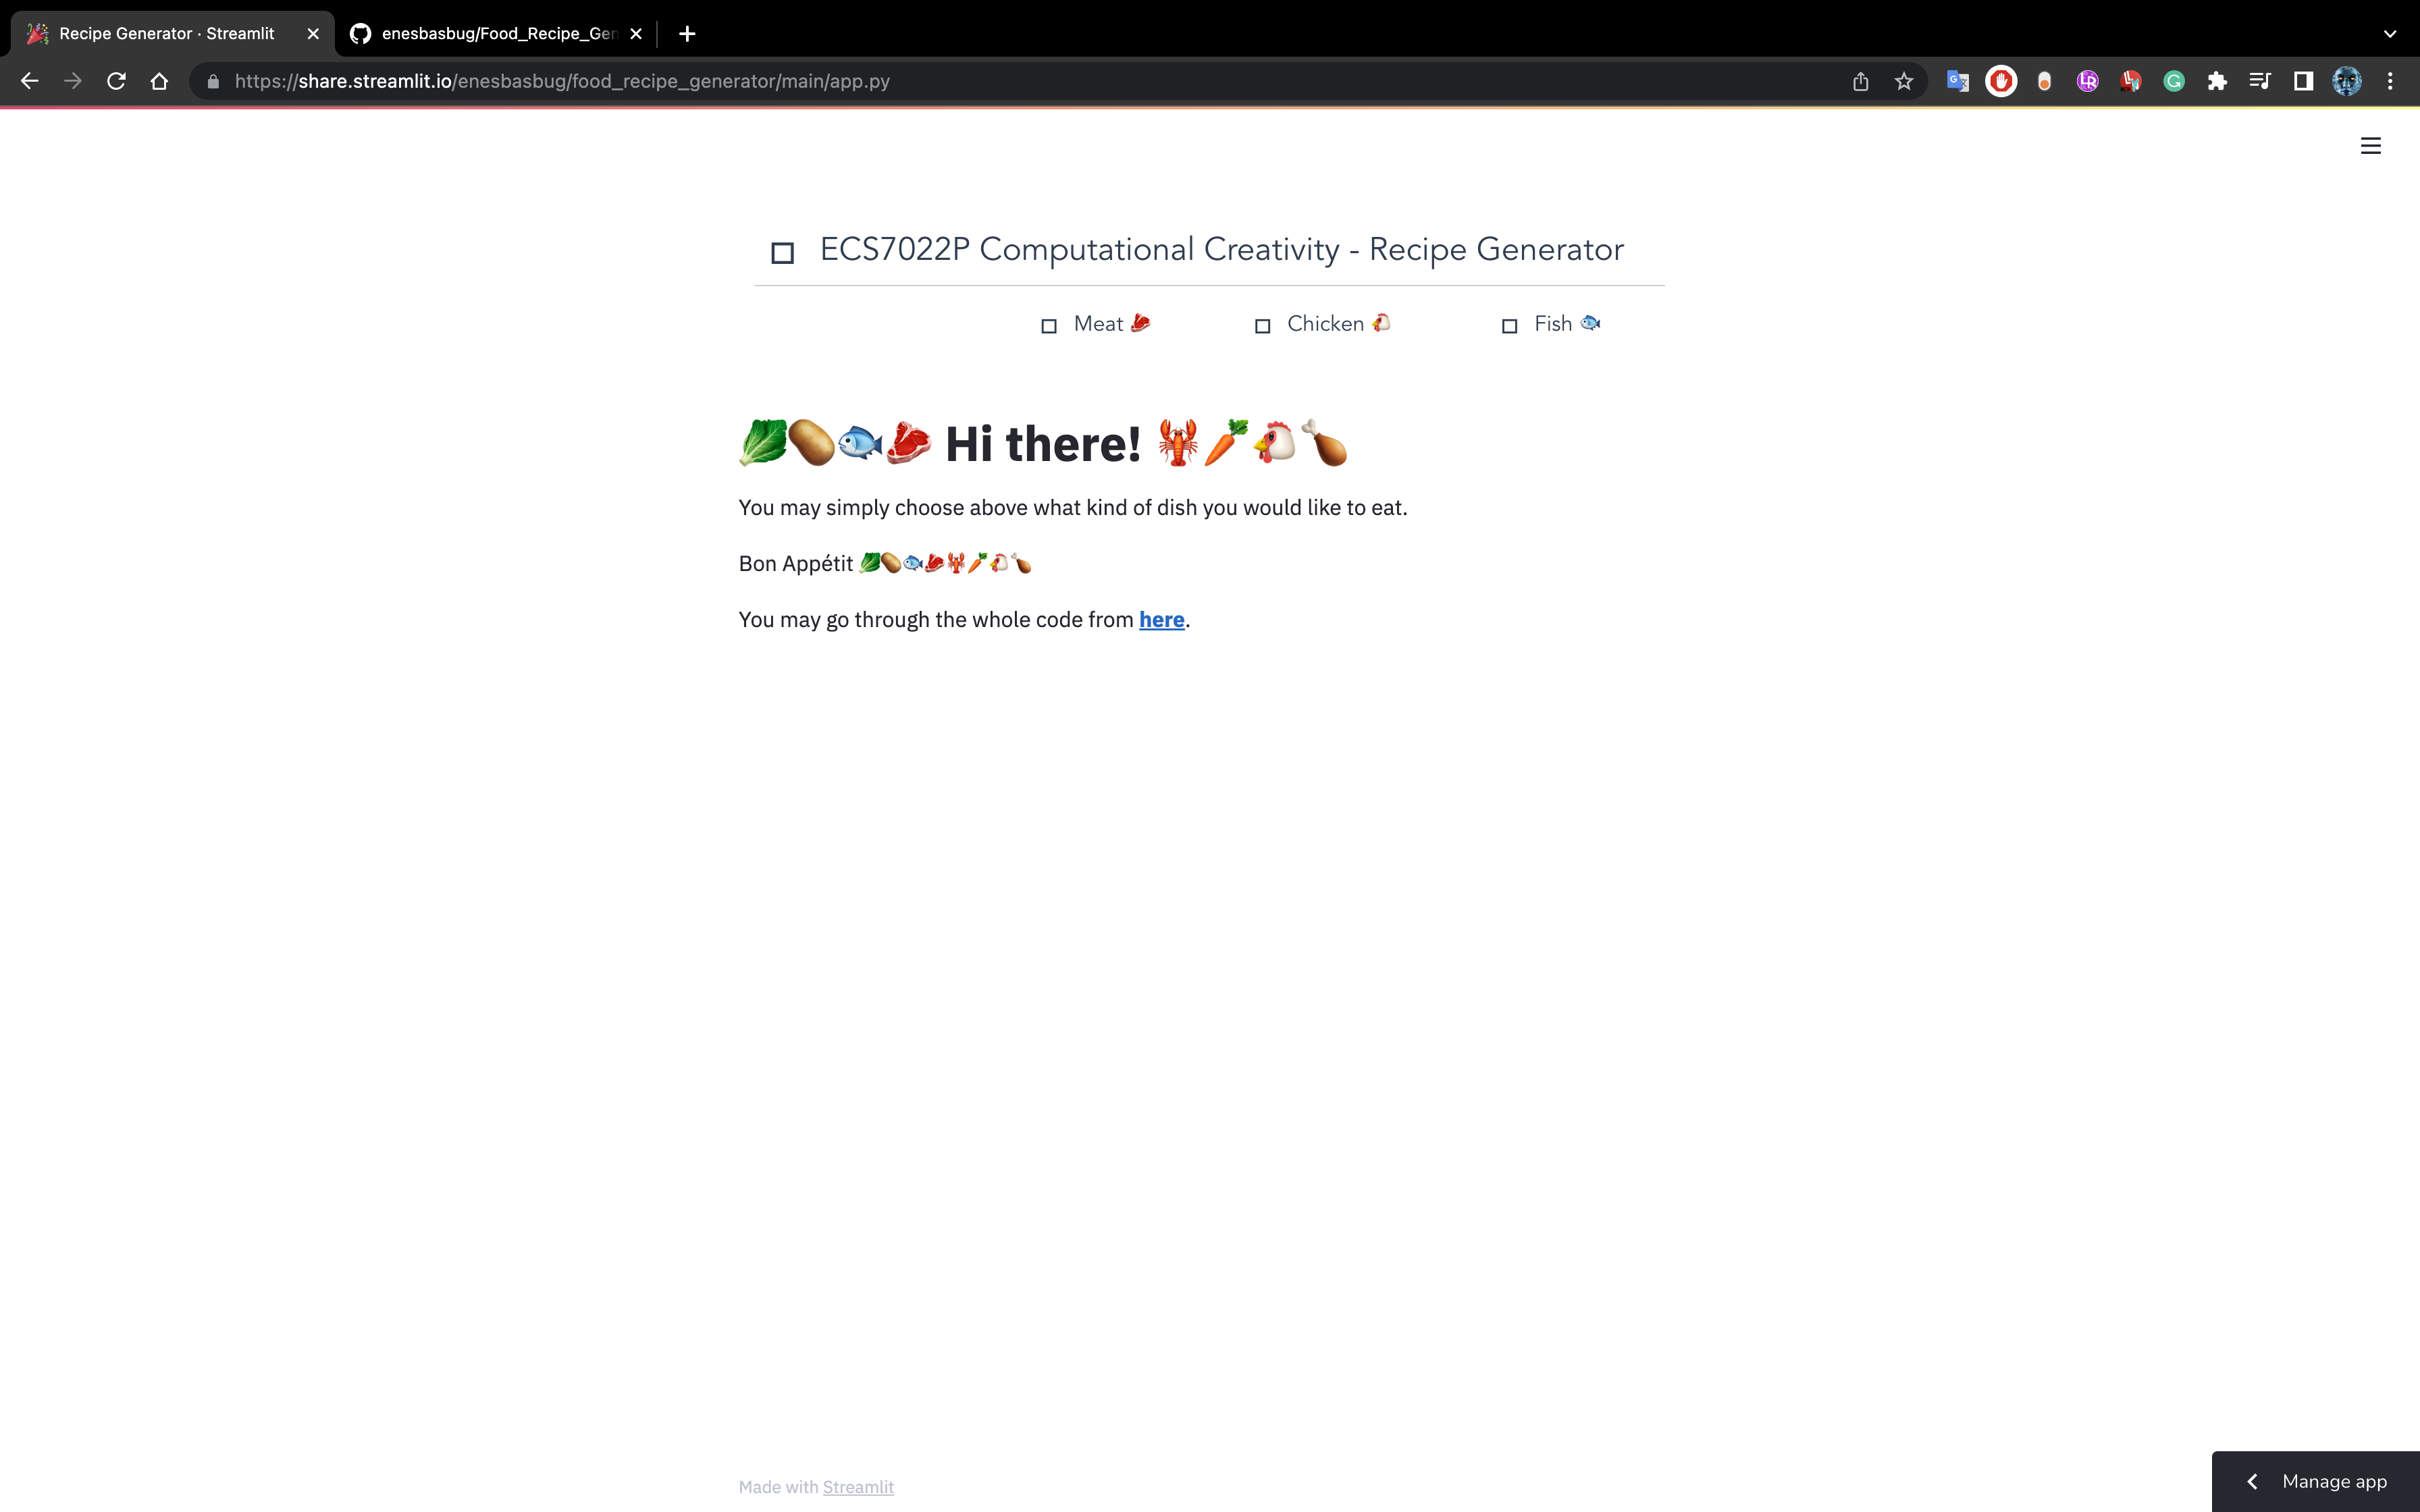 Recipe Generator · Streamlit
enesbasbug/Food_Recipe_Gen
https://share.streamlit.io/enesbasbug/food_recipe_generator/main/app.py
ECS7022P Computational Creativity - Recipe Generator
Meat 🥩 Chicken 🐔 Fish 🐟
🥬🥔🐟🥩 Hi there! 🦞🥕🐔🍗
You may simply choose above what kind of dish you would like to eat.
Bon Appétit 🥬🥔🐟🥩🦞🥕🐔🍗
You may go through the whole code from here.
Made with Streamlit
Manage app